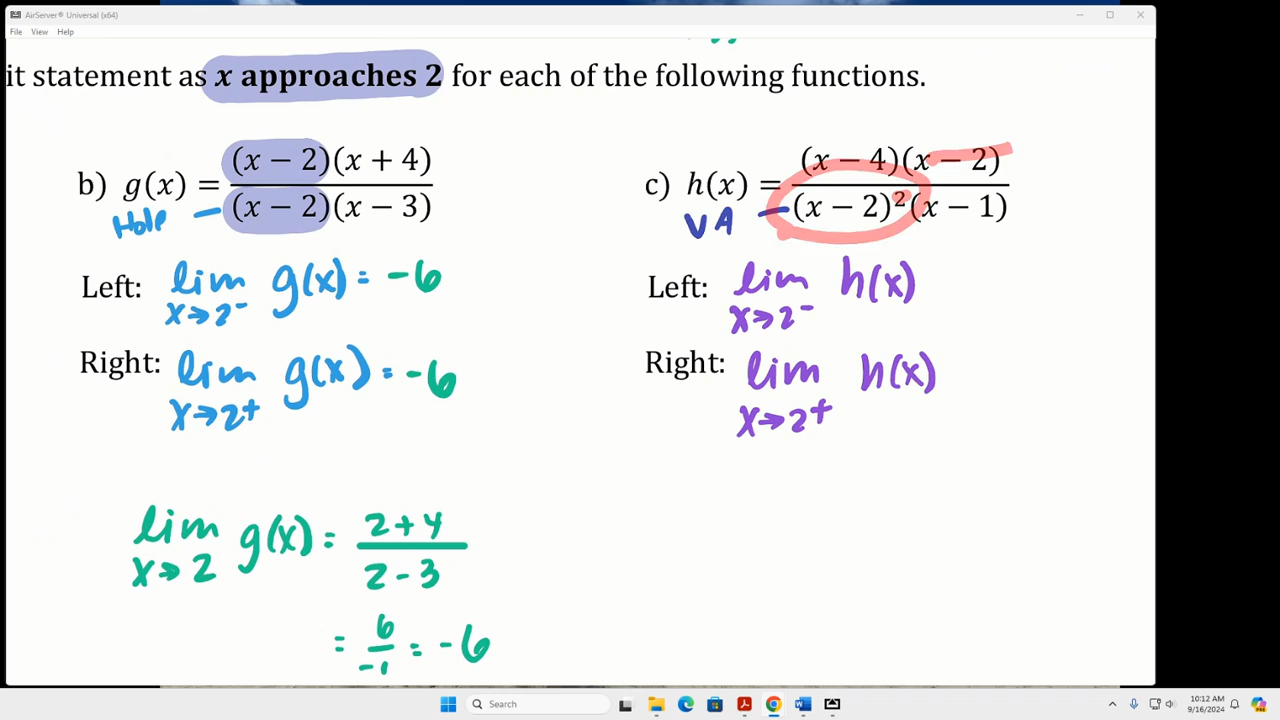 AirServer® Universal (x64)
File View Help
it statement as x approaches 2 for each of the following functions.
b) g(x) = (x − 2)(x + 4) / (x − 2)(x − 3)
Hole
Left: lim x→2⁻ g(x) = -6
Right: lim x→2⁺ g(x) = -6
lim x→2 g(x) = 2+4 / 2-3
= 6/-1 = -6
c) h(x) = (x − 4)(x − 2) / (x − 2)²(x − 1)
VA
Left: lim x→2⁻ h(x)
Right: lim x→2⁺ h(x)
Search
10:12 AM
9/16/2024